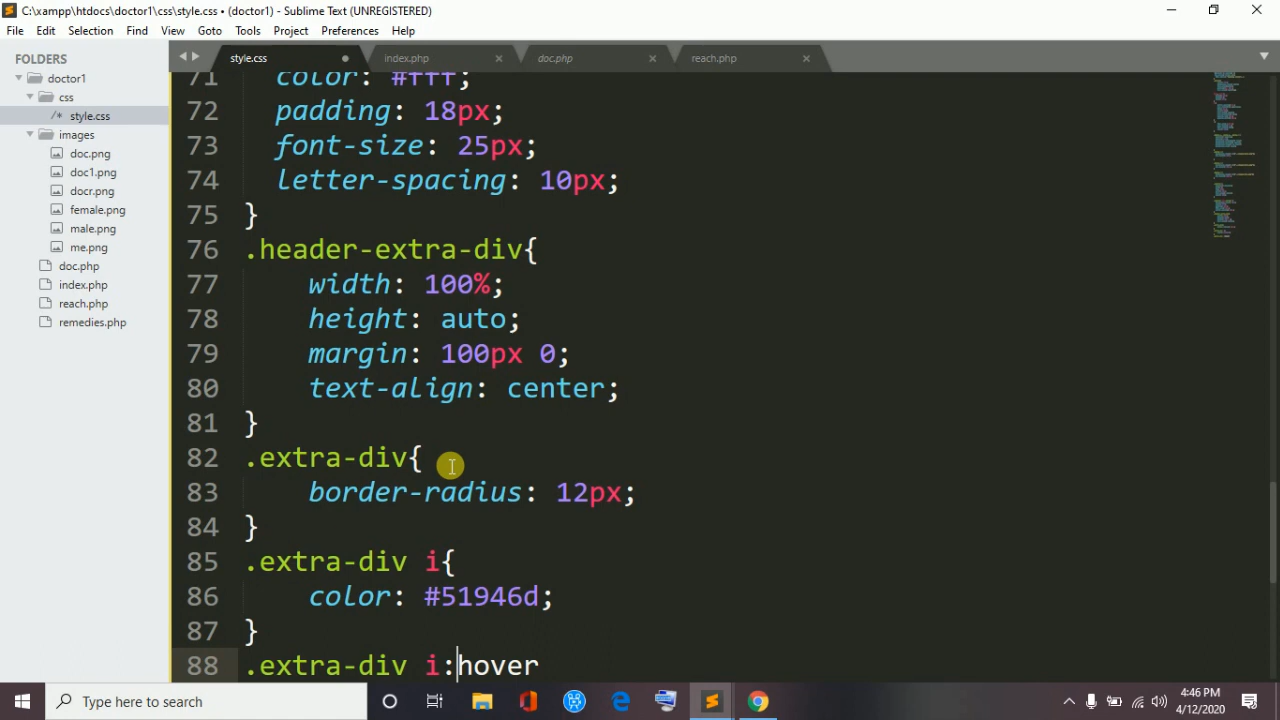 C:\xampp\htdocs\doctor1\css\style.css • (doctor1) - Sublime Text (UNREGISTERED)
File Edit Selection Find View Goto Tools Project Preferences Help
FOLDERS
doctor1
css
/* style.css
images
doc.png
doc1.png
docr.png
female.png
male.png
me.png
doc.php
index.php
reach.php
remedies.php
style.css index.php doc.php reach.php
71 color: #fff;
72 padding: 18px;
73 font-size: 25px;
74 letter-spacing: 10px;
75 }
76 .header-extra-div{
77 width: 100%;
78 height: auto;
79 margin: 100px 0;
80 text-align: center;
81 }
82 .extra-div{
83 border-radius: 12px;
84 }
85 .extra-div i{
86 color: #51946d;
87 }
88 .extra-div i:hover
Type here to search
4:46 PM
4/12/2020